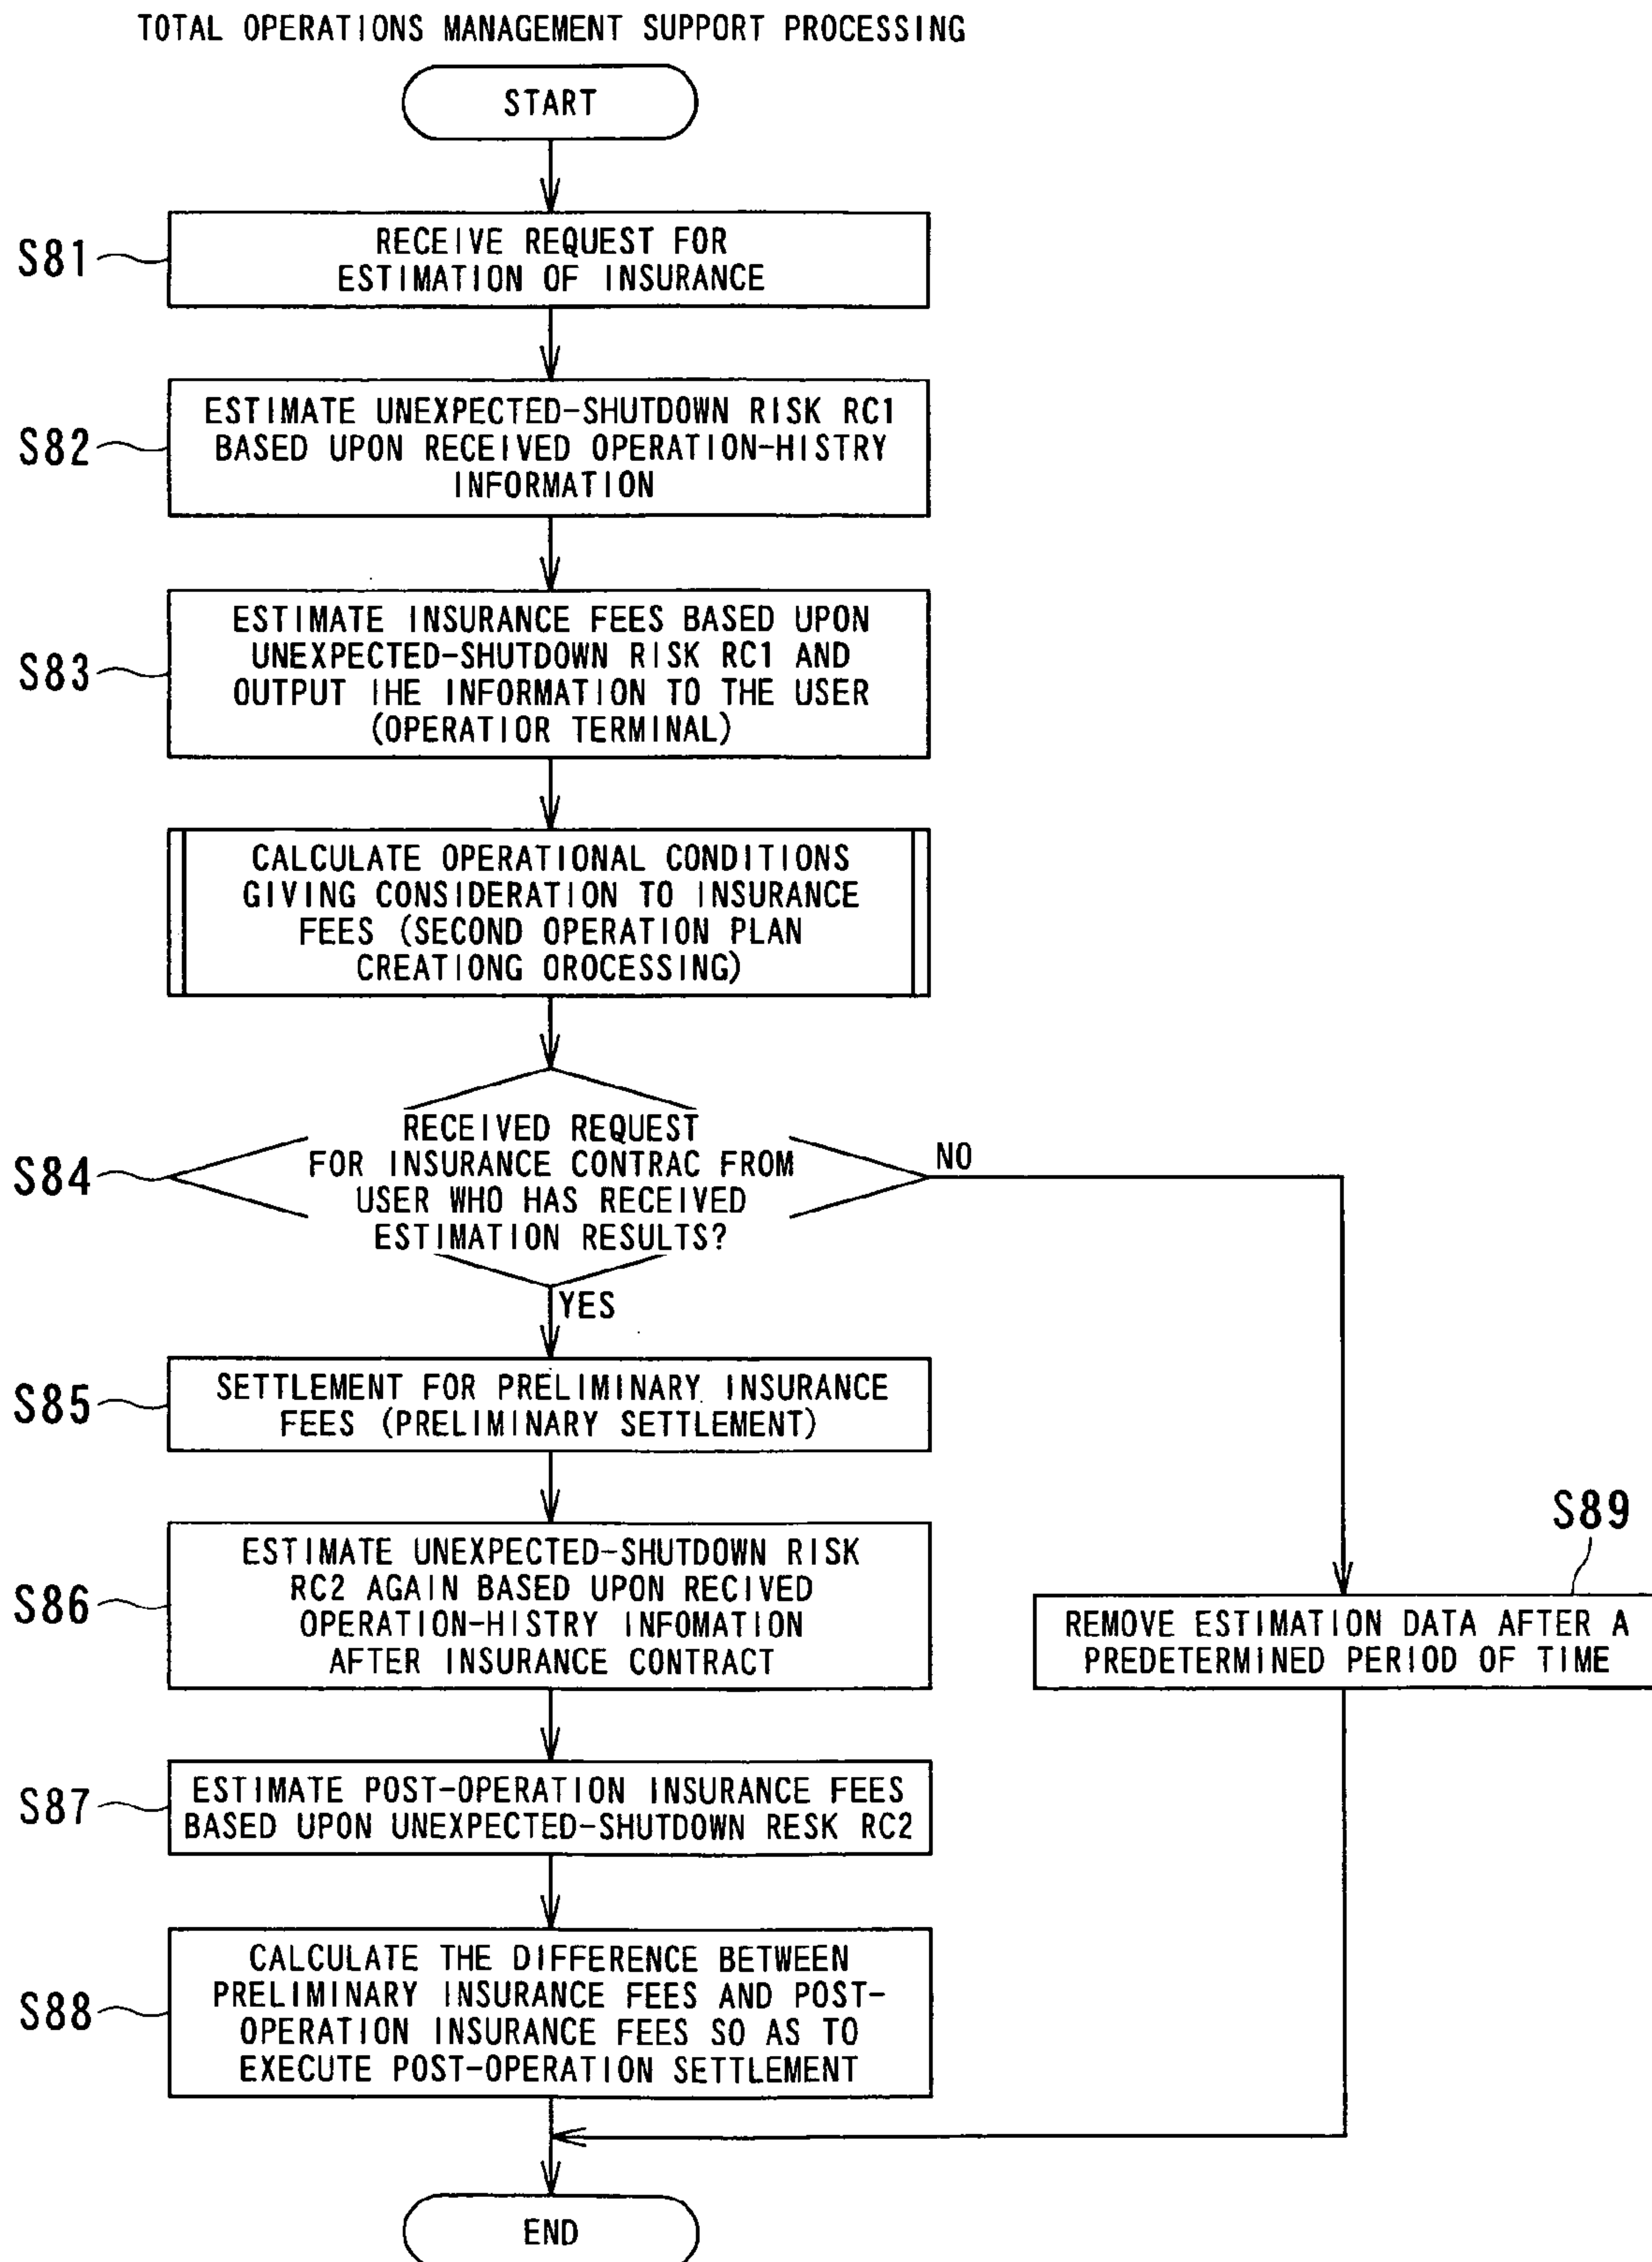 TOTAL OPERATIONS MANAGEMENT SUPPORT PROCESSING
START
S81
RECEIVE REQUEST FOR
ESTIMATION OF INSURANCE
S82
ESTIMATE UNEXPECTED-SHUTDOWN RISK RC1
BASED UPON RECEIVED OPERATION-HISTRY
INFORMATION
S83
ESTIMATE INSURANCE FEES BASED UPON
UNEXPECTED-SHUTDOWN RISK RC1 AND
OUTPUT IHE INFORMATION TO THE USER
(OPERATIOR TERMINAL)
CALCULATE OPERATIONAL CONDITIONS
GIVING CONSIDERATION TO INSURANCE
FEES (SECOND OPERATION PLAN
CREATIONG OROCESSING)
S84
RECEIVED REQUEST
FOR INSURANCE CONTRAC FROM
USER WHO HAS RECEIVED
ESTIMATION RESULTS?
NO
YES
S85
SETTLEMENT FOR PRELIMINARY INSURANCE
FEES (PRELIMINARY SETTLEMENT)
S86
ESTIMATE UNEXPECTED-SHUTDOWN RISK
RC2 AGAIN BASED UPON RECIVED
OPERATION-HISTRY INFOMATION
AFTER INSURANCE CONTRACT
S89
REMOVE ESTIMATION DATA AFTER A
PREDETERMINED PERIOD OF TIME
S87
ESTIMATE POST-OPERATION INSURANCE FEES
BASED UPON UNEXPECTED-SHUTDOWN RESK RC2
S88
CALCULATE THE DIFFERENCE BETWEEN
PRELIMINARY INSURANCE FEES AND POST-
OPERATION INSURANCE FEES SO AS TO
EXECUTE POST-OPERATION SETTLEMENT
END